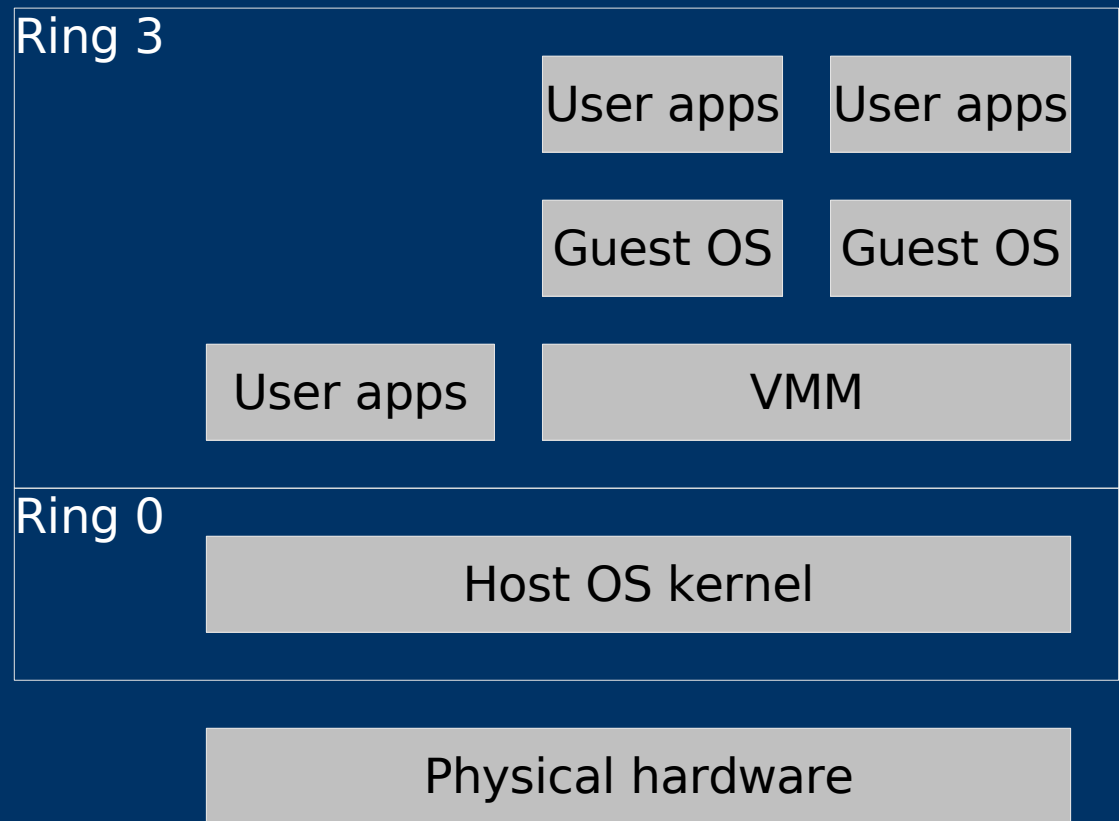 Ring 3
User apps User apps
Guest OS Guest OS
User apps VMM
Ring 0
Host OS kernel
Physical hardware